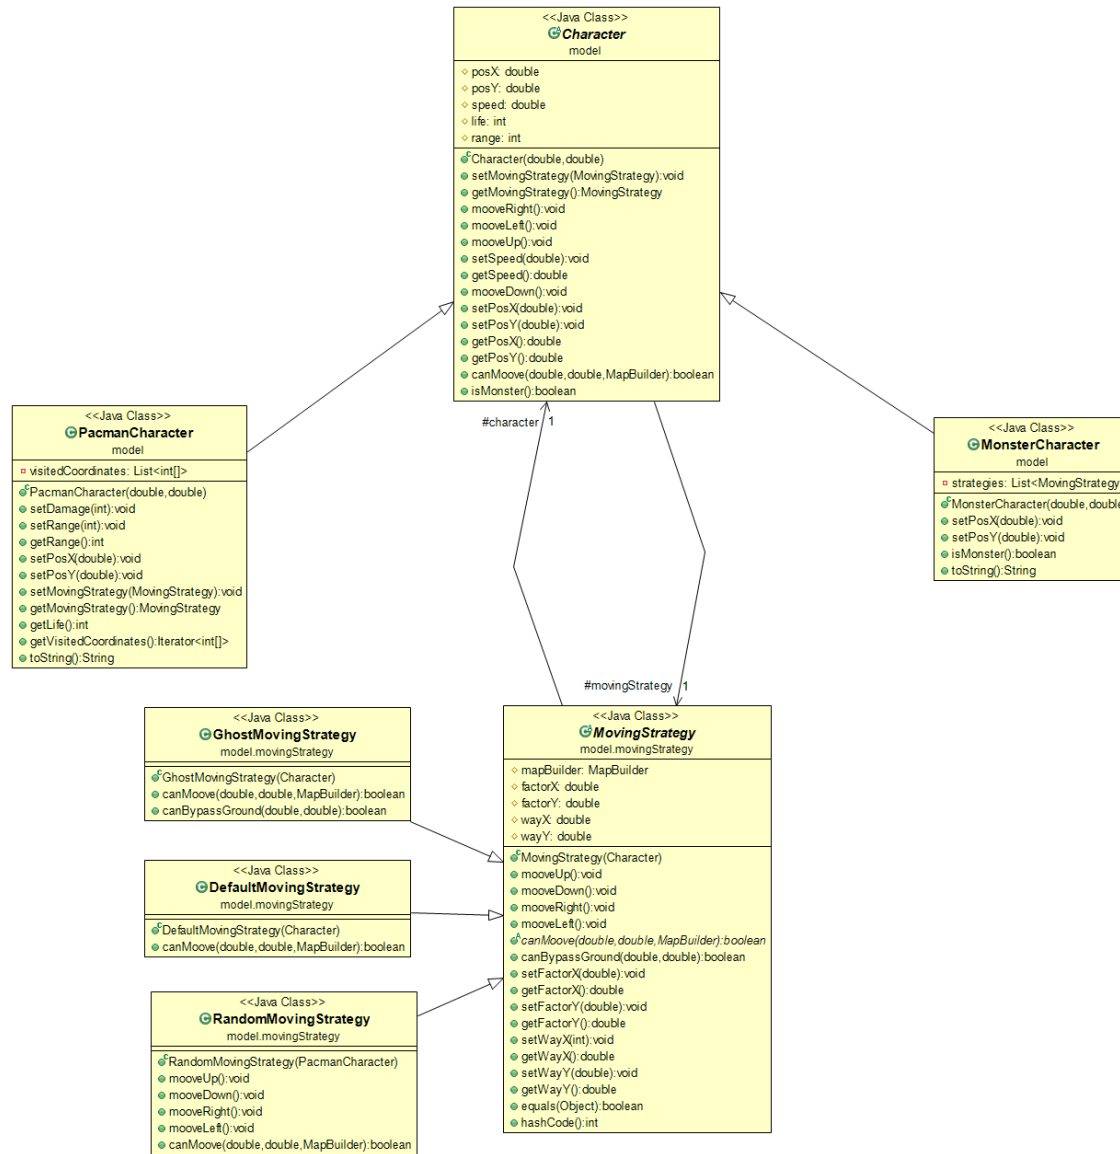 <<Java Class>>
Character
model
posX: double
posY: double
speed: double
life: int
range: int
Character(double,double)
setMovingStrategy(MovingStrategy):void
getMovingStrategy():MovingStrategy
mooveRight():void
mooveLeft():void
mooveUp():void
setSpeed(double):void
getSpeed():double
mooveDown():void
setPosX(double):void
setPosY(double):void
getPosX():double
getPosY():double
canMoove(double,double,MapBuilder):boolean
isMonster():boolean
<<Java Class>>
PacmanCharacter
model
visitedCoordinates: List<int[]>
PacmanCharacter(double,double)
setDamage(int):void
setRange(int):void
getRange():int
setPosX(double):void
setPosY(double):void
setMovingStrategy(MovingStrategy):void
getMovingStrategy():MovingStrategy
getLife():int
getVisitedCoordinates():Iterator<int[]>
toString():String
<<Java Class>>
MonsterCharacter
model
strategies: List<MovingStrategy
MonsterCharacter(double,double
setPosX(double):void
setPosY(double):void
isMonster():boolean
toString():String
#character 1
#movingStrategy 1
<<Java Class>>
GhostMovingStrategy
model.movingStrategy
GhostMovingStrategy(Character)
canMoove(double,double,MapBuilder):boolean
canBypassGround(double,double):boolean
<<Java Class>>
DefaultMovingStrategy
model.movingStrategy
DefaultMovingStrategy(Character)
canMoove(double,double,MapBuilder):boolean
<<Java Class>>
RandomMovingStrategy
model.movingStrategy
RandomMovingStrategy(PacmanCharacter)
mooveUp():void
mooveDown():void
mooveRight():void
mooveLeft():void
canMoove(double,double,MapBuilder):boolean
<<Java Class>>
MovingStrategy
model.movingStrategy
mapBuilder: MapBuilder
factorX: double
factorY: double
wayX: double
wayY: double
MovingStrategy(Character)
mooveUp():void
mooveDown():void
mooveRight():void
mooveLeft():void
canMoove(double,double,MapBuilder):boolean
canBypassGround(double,double):boolean
setFactorX(double):void
getFactorX():double
setFactorY(double):void
getFactorY():double
setWayX(int):void
getWayX():double
setWayY(double):void
getWayY():double
equals(Object):boolean
hashCode():int